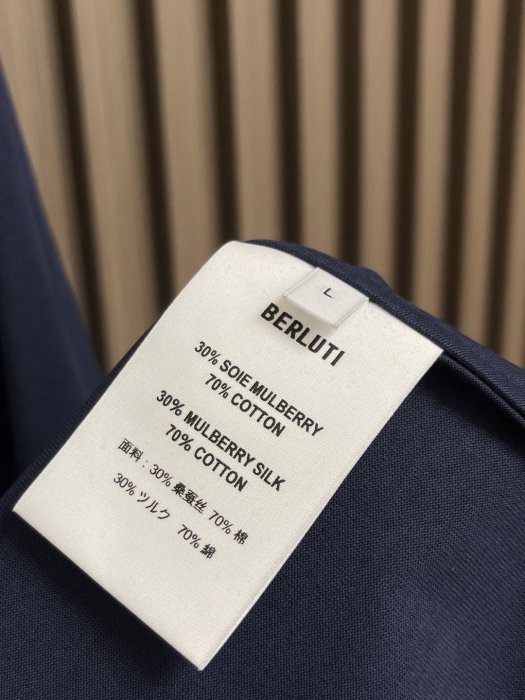 L
BERLUTI
30% SOIE MULBERRY
70% COTTON
30% MULBERRY SILK
70% COTTON
面料：30% 桑蚕丝 70% 棉
30% ツルク 70% 綿